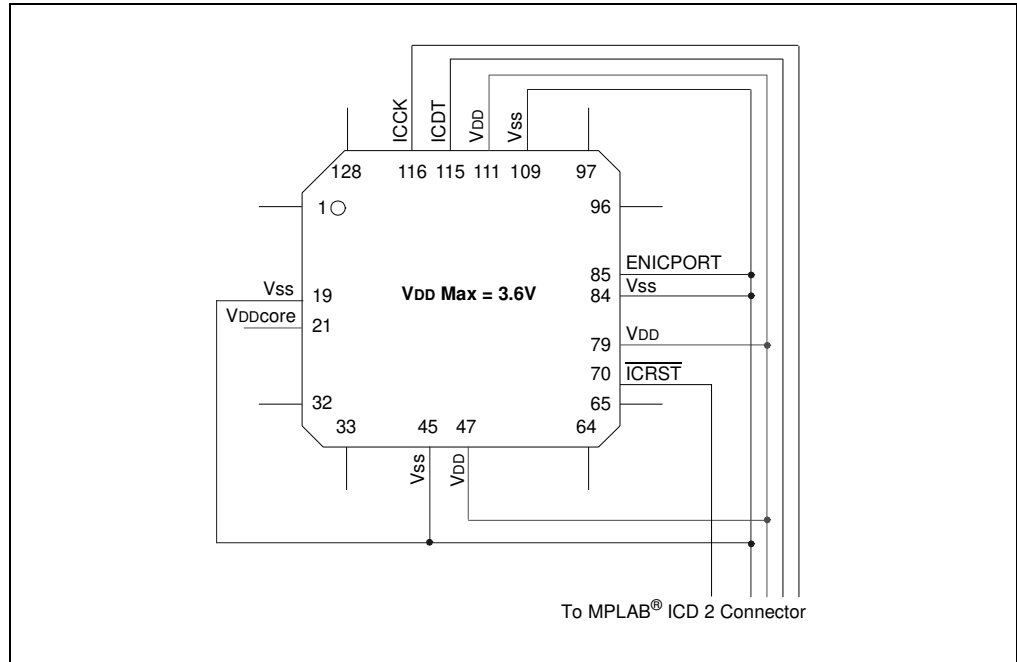 ICCK
ICDT
VDD
Vss
128
116
115
111
109
97
1
96
85
ENICPORT
84
Vss
Vss
19
VDD Max = 3.6V
VDDcore
21
79
VDD
70
ICRST
32
65
33
45
47
64
Vss
VDD
To MPLAB® ICD 2 Connector